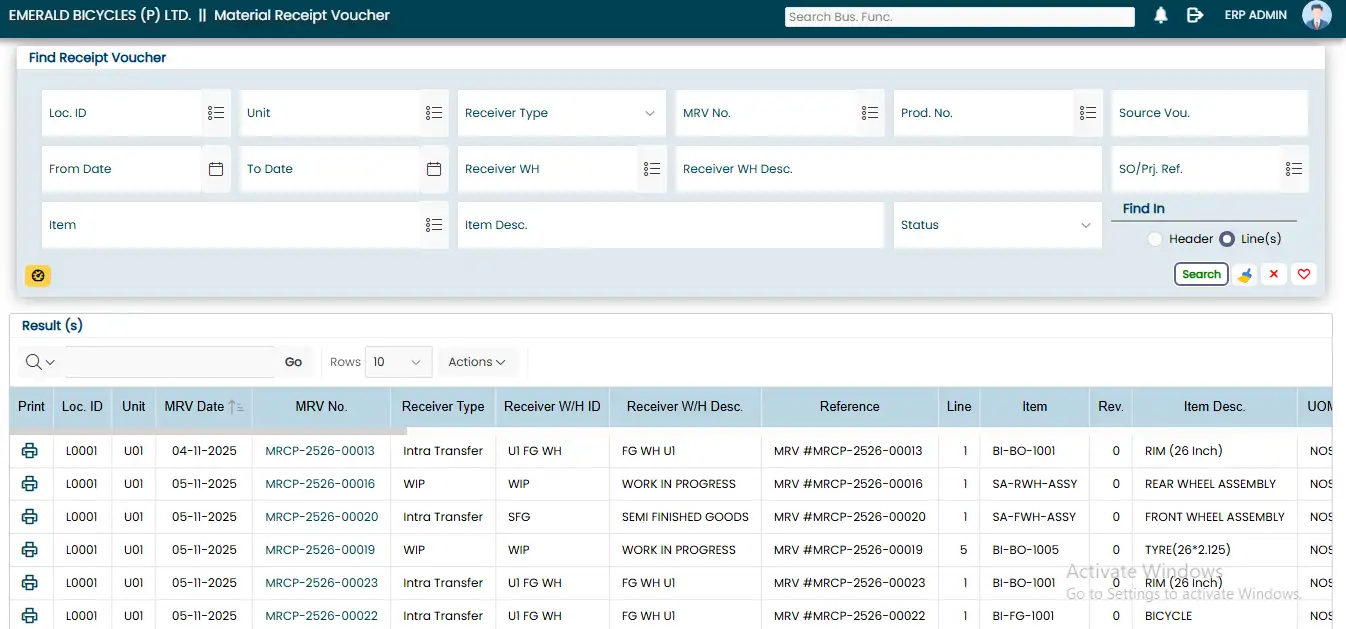 EMERALD BICYCLES (P) LTD. || Material Receipt Voucher Search Bus. Func. ERP ADMIN
Find Receipt Voucher
Loc. ID Unit Receiver Type MRV No. Prod. No. Source Vou.
From Date To Date Receiver WH Receiver WH Desc. SO/Prj. Ref.
Item Item Desc. Status Find In
Header Line(s)
Search
Result (s)
Go Rows 10 Actions
Print Loc. ID Unit MRV Date MRV No. Receiver Type Receiver W/H ID Receiver W/H Desc. Reference Line Item Rev. Item Desc. UOM
L0001 U01 04-11-2025 MRCP-2526-00013 Intra Transfer U1 FG WH FG WH U1 MRV #MRCP-2526-00013 1 BI-BO-1001 0 RIM (26 Inch) NOS
L0001 U01 05-11-2025 MRCP-2526-00016 WIP WIP WORK IN PROGRESS MRV #MRCP-2526-00016 1 SA-RWH-ASSY 0 REAR WHEEL ASSEMBLY NOS
L0001 U01 05-11-2025 MRCP-2526-00020 Intra Transfer SFG SEMI FINISHED GOODS MRV #MRCP-2526-00020 1 SA-FWH-ASSY 0 FRONT WHEEL ASSEMBLY NOS
L0001 U01 05-11-2025 MRCP-2526-00019 WIP WIP WORK IN PROGRESS MRV #MRCP-2526-00019 5 BI-BO-1005 0 TYRE(26*2.125) NOS
L0001 U01 05-11-2025 MRCP-2526-00023 Intra Transfer U1 FG WH FG WH U1 MRV #MRCP-2526-00023 1 BI-BO-1001 0 RIM (26 Inch) NOS
L0001 U01 05-11-2025 MRCP-2526-00022 Intra Transfer U1 FG WH FG WH U1 MRV #MRCP-2526-00022 1 BI-FG-1001 0 BICYCLE NOS
Activate Windows
Go to Settings to activate Windows.